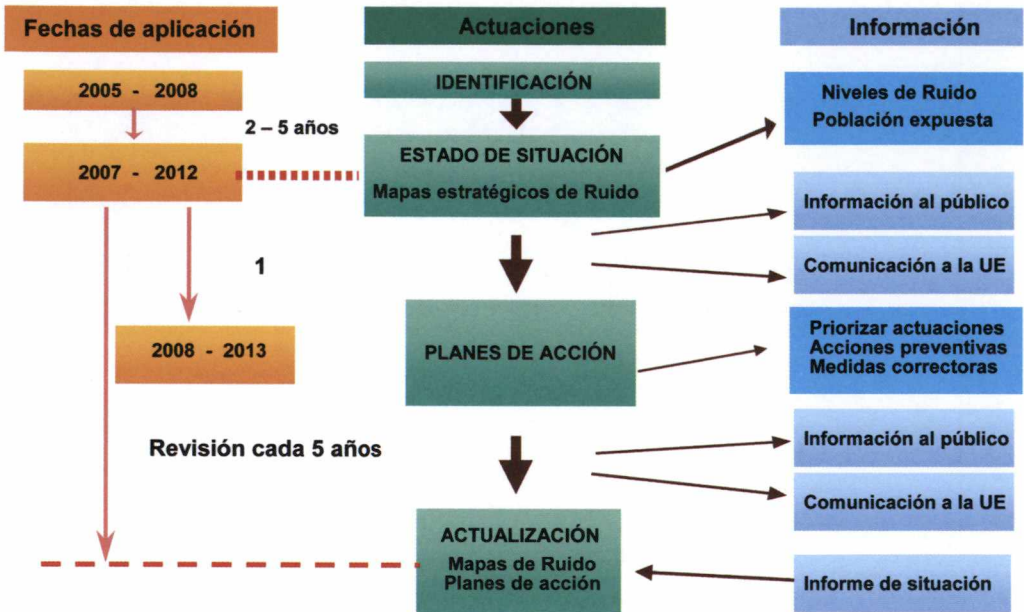 Fechas de aplicación
2005 - 2008
2 – 5 años
2007 - 2012
1
2008 - 2013
Revisión cada 5 años
Actuaciones
IDENTIFICACIÓN
ESTADO DE SITUACIÓN
Mapas estratégicos de Ruido
PLANES DE ACCIÓN
ACTUALIZACIÓN
Mapas de Ruido
Planes de acción
Información
Niveles de Ruido
Población expuesta
Información al público
Comunicación a la UE
Priorizar actuaciones
Acciones preventivas
Medidas correctoras
Información al público
Comunicación a la UE
Informe de situación